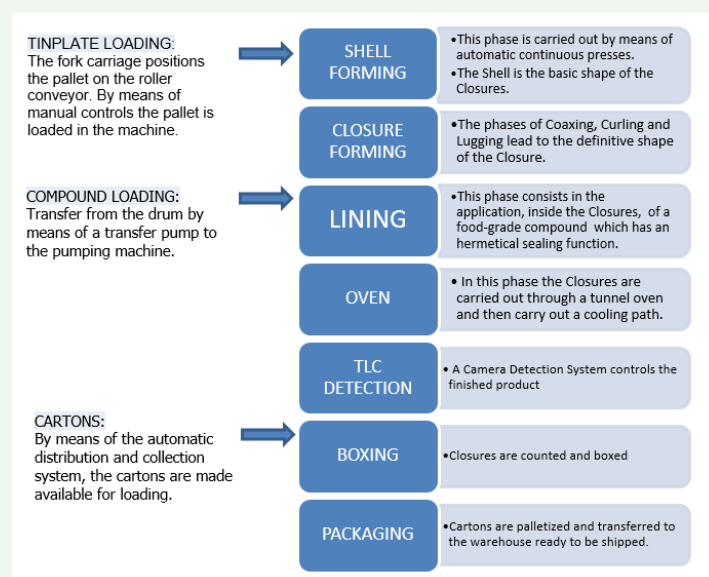 TINPLATE LOADING:
The fork carriage positions
the pallet on the roller
conveyor. By means of
manual controls the pallet is
loaded in the machine.
SHELL
FORMING
•This phase is carried out by means of
automatic continuous presses.
•The Shell is the basic shape of the
Closures.
CLOSURE
FORMING
•The phases of Coaxing, Curling and
Lugging lead to the definitive shape
of the Closure.
COMPOUND LOADING:
Transfer from the drum by
means of a transfer pump to
the pumping machine.
LINING
•This phase consists in the
application, inside the Closures, of a
food-grade compound which has an
hermetical sealing function.
OVEN
• In this phase the Closures are
carried out through a tunnel oven
and then carry out a cooling path.
TLC
DETECTION
• A Camera Detection System controls the
finished product
CARTONS:
By means of the automatic
distribution and collection
system, the cartons are made
available for loading.
BOXING
•Closures are counted and boxed
PACKAGING
•Cartons are palletized and transferred to
the warehouse ready to be shipped.